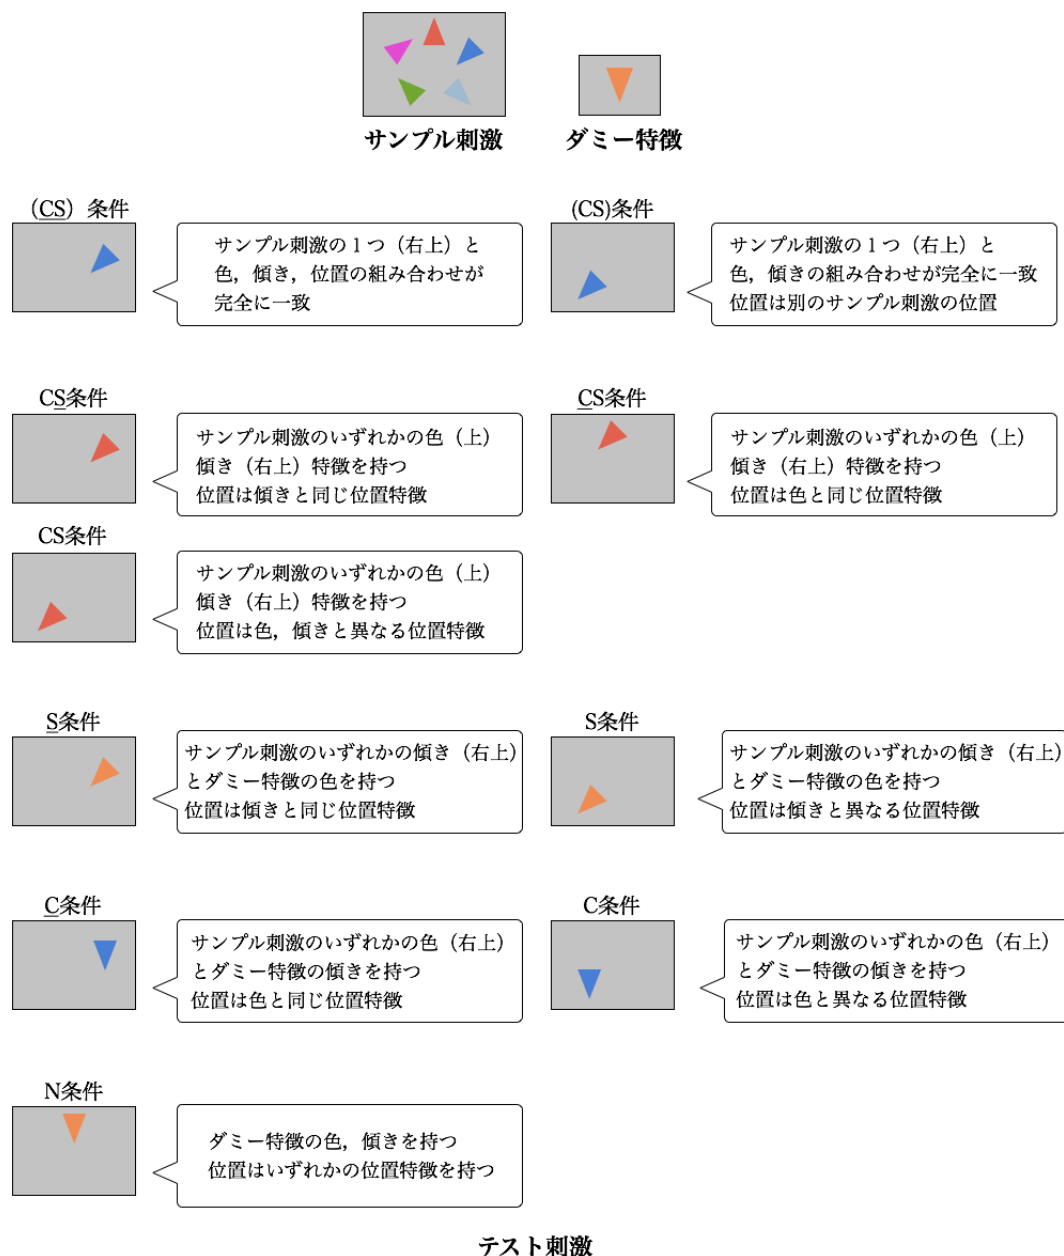 サンプル刺激
ダミー特徴
（CS）条件
サンプル刺激の１つ（右上）と
色，傾き，位置の組み合わせが
完全に一致
(CS)条件
サンプル刺激の１つ（右上）と
色，傾きの組み合わせが完全に一致
位置は別のサンプル刺激の位置
CS条件
サンプル刺激のいずれかの色（上）
傾き（右上）特徴を持つ
位置は傾きと同じ位置特徴
CS条件
サンプル刺激のいずれかの色（上）
傾き（右上）特徴を持つ
位置は色と同じ位置特徴
CS条件
サンプル刺激のいずれかの色（上）
傾き（右上）特徴を持つ
位置は色，傾きと異なる位置特徴
S条件
サンプル刺激のいずれかの傾き（右上）
とダミー特徴の色を持つ
位置は傾きと同じ位置特徴
S条件
サンプル刺激のいずれかの傾き（右上）
とダミー特徴の色を持つ
位置は傾きと異なる位置特徴
C条件
サンプル刺激のいずれかの色（右上）
とダミー特徴の傾きを持つ
位置は色と同じ位置特徴
C条件
サンプル刺激のいずれかの色（右上）
とダミー特徴の傾きを持つ
位置は色と異なる位置特徴
N条件
ダミー特徴の色，傾きを持つ
位置はいずれかの位置特徴を持つ
テスト刺激